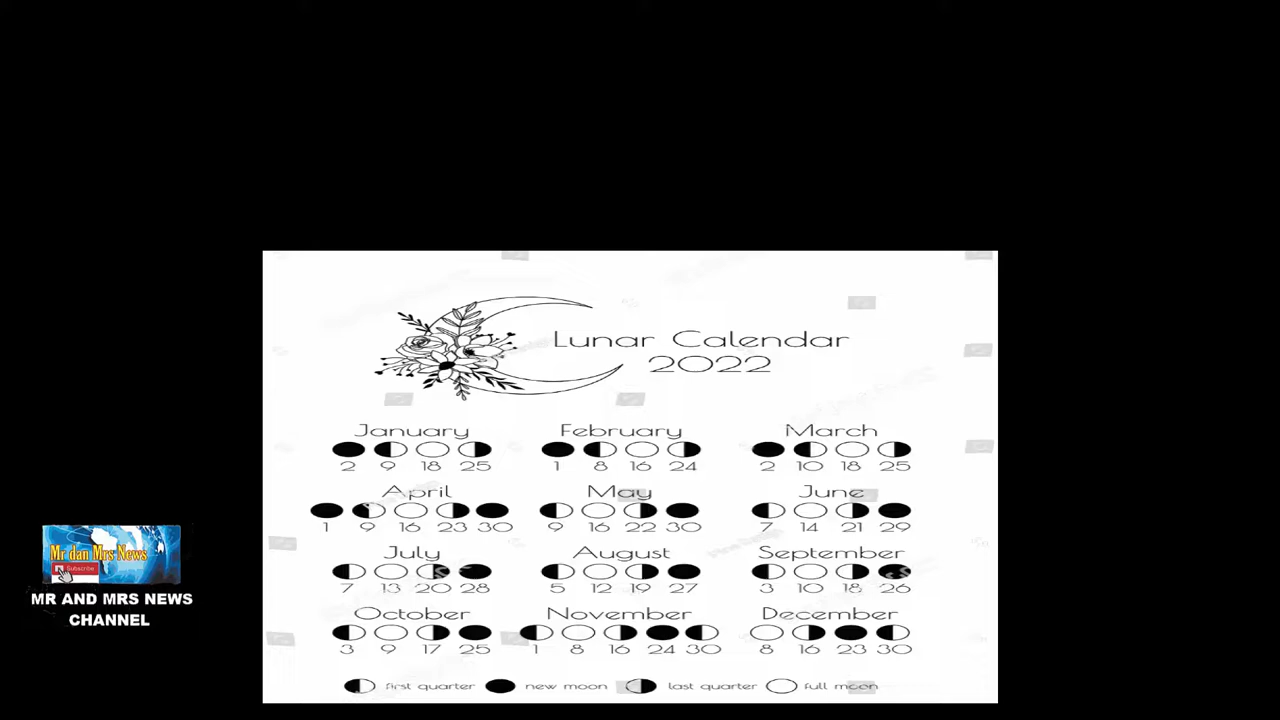 Lunar Calendar
2022
January February March
2 9 18 25 1 8 16 24 2 10 18 25
April May June
1 9 16 23 30 9 16 22 30 7 14 21 29
July August September
7 13 20 28 5 12 19 27 3 10 18 26
October November December
3 9 17 25 1 8 16 24 30 8 16 23 30
first quarter new moon last quarter full moon
Mr dan Mrs News
Subscribe
MR AND MRS NEWS
CHANNEL